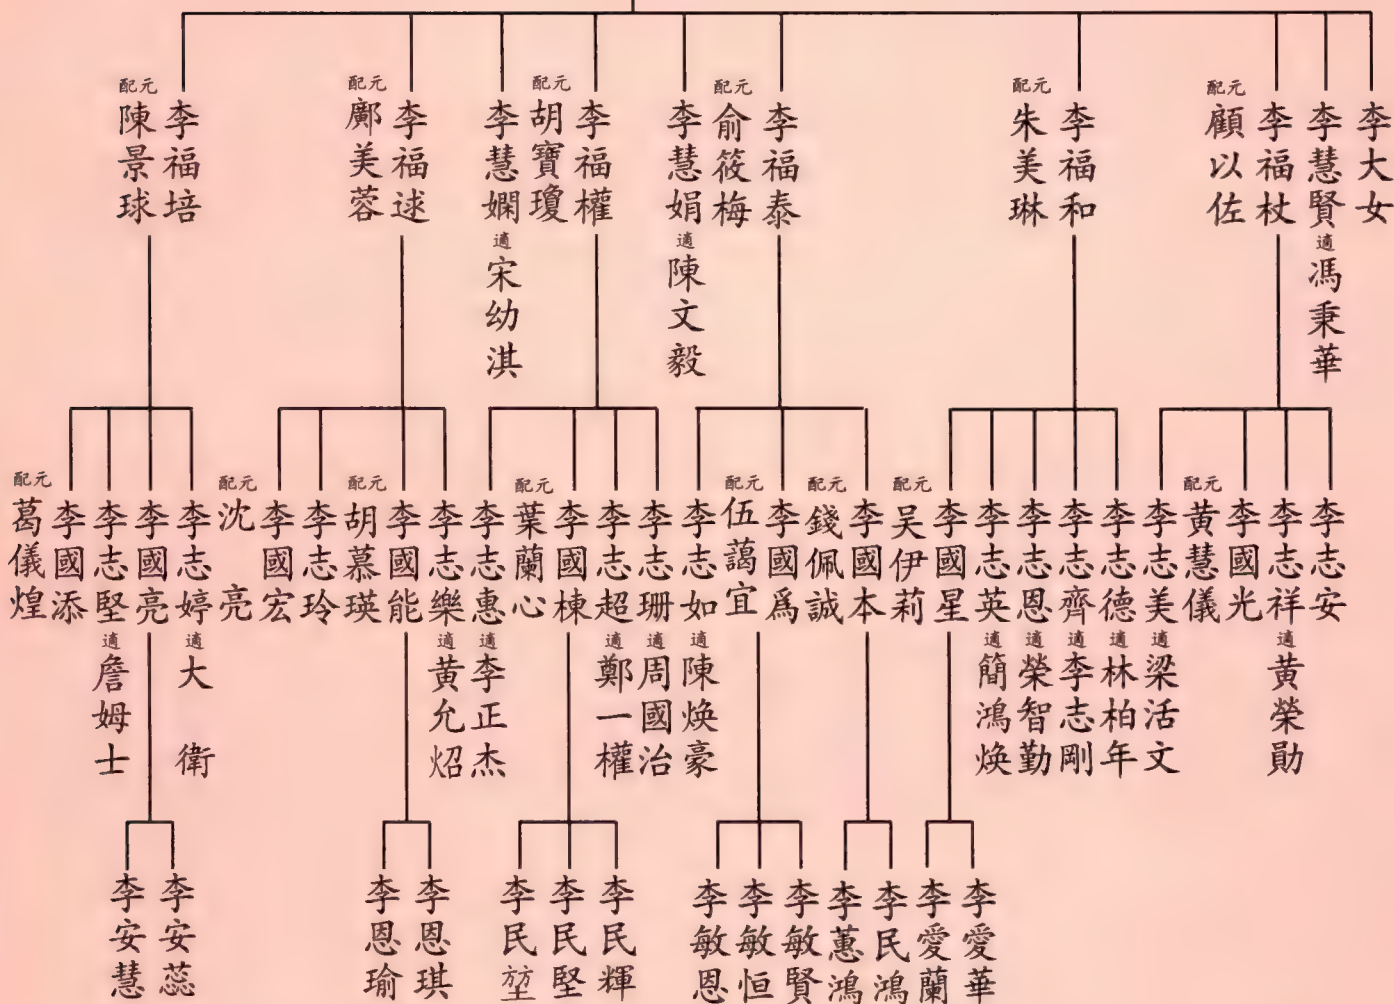 李大女
李慧賢 適 馮秉華
李福杖
配元 顧以佐
李福和
配元 朱美琳
李福泰
配元 俞筱梅
李慧娟 適 陳文毅
李福權
配元 胡寶瓊
李慧嫻 適 宋幼淇
李福逑
配元 鄺美蓉
李福培
配元 陳景球
李志安
李志祥 適 黃榮勛
李國光
配元 黃慧儀
李志美 適 梁活文
李志德 適 林柏年
李志齊 適 李志剛
李志恩 適 榮智勤
李志英 適 簡鴻焕
李國星
配元 吴伊莉
李國本
配元 錢佩誠
李國爲
配元 伍藹宜
李志如 適 陳焕豪
李志珊 適 周國治
李志超 適 鄭一權
李國棟
配元 葉蘭心
李志惠 適 李正杰
李志樂 適 黃允炤
李國能
配元 胡慕瑛
李志玲
李國宏
配元 沈亮
李志婷 適 大衛
李國亮
李志堅 適 詹姆士
李國添
配元 葛儀煌
李愛華
李愛蘭
李民鴻
李蕙鴻
李敏賢
李敏恒
李敏恩
李民輝
李民堅
李民堃
李恩琪
李恩瑜
李安蕊
李安慧